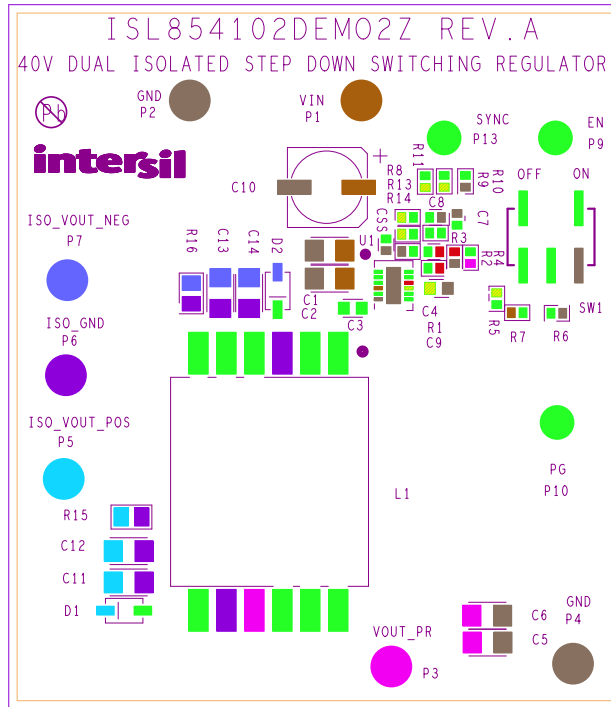 ISL854102DEMO2Z REV.A
40V DUAL ISOLATED STEP DOWN SWITCHING REGULATOR
GND
P2
VIN
P1
SYNC
P13
EN
P9
Pb
intersil
C10
+
R8
R13
R14
R11
R9
R10
OFF
ON
ISO_VOUT_NEG
P7
R16
C13
C14
D2
U1
CSS
C8
C7
R3
R2
R4
C1
C2
C3
C4
R1
C9
R5
R7
R6
SW1
ISO_GND
P6
ISO_VOUT_POS
P5
PG
P10
L1
R15
C12
C11
D1
VOUT_PR
P3
C6
C5
GND
P4